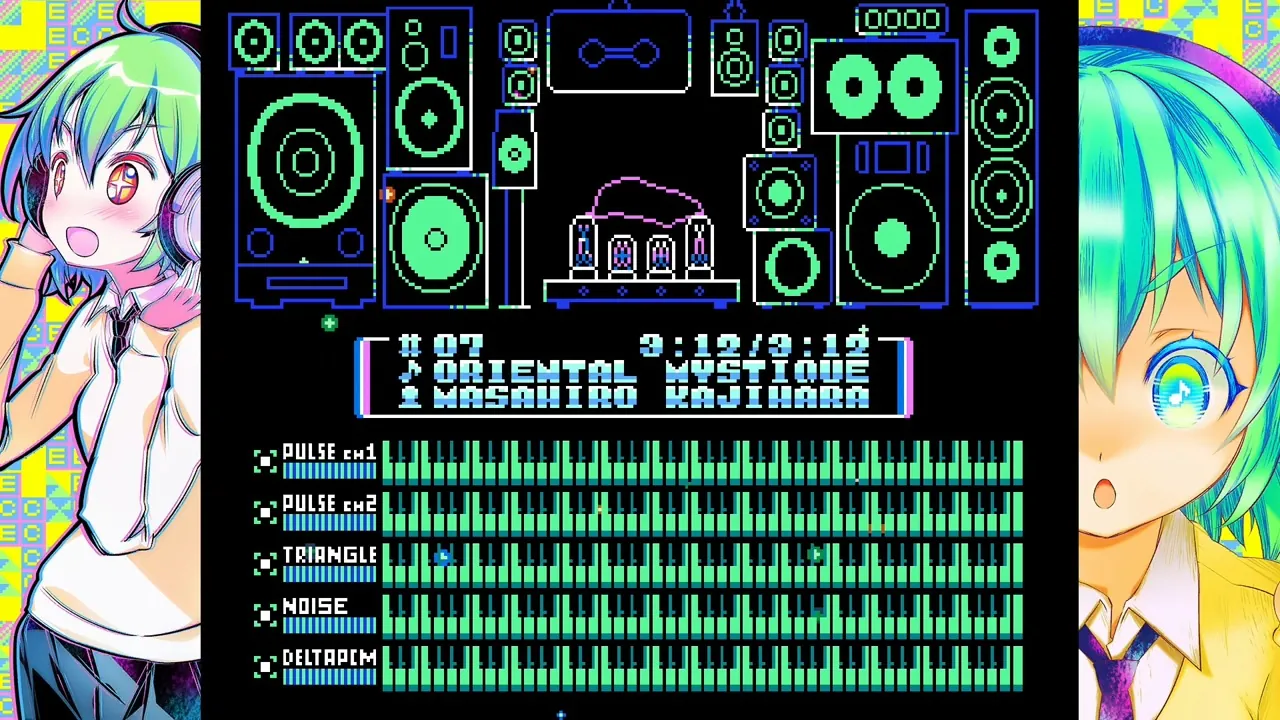 # 07 3:12/3:12
♪ ORIENTAL MYSTIQUE
MASAHIRO KAJIHARA
PULSE CH1
PULSE CH2
TRIANGLE
NOISE
DELTAPCM